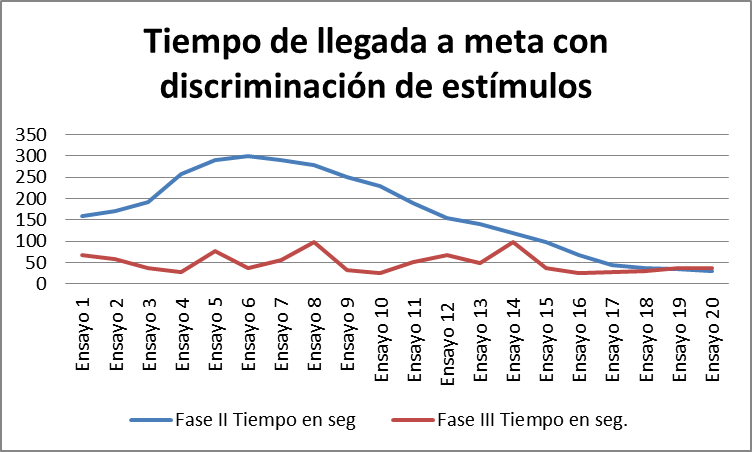 Tiempo de llegada a meta con
discriminación de estímulos
350
300
250
200
150
100
50
0
Ensayo 1
Ensayo 2
Ensayo 3
Ensayo 4
Ensayo 5
Ensayo 6
Ensayo 7
Ensayo 8
Ensayo 9
Ensayo 10
Ensayo 11
Ensayo 12
Ensayo 13
Ensayo 14
Ensayo 15
Ensayo 16
Ensayo 17
Ensayo 18
Ensayo 19
Ensayo 20
Fase II Tiempo en seg
Fase III Tiempo en seg.